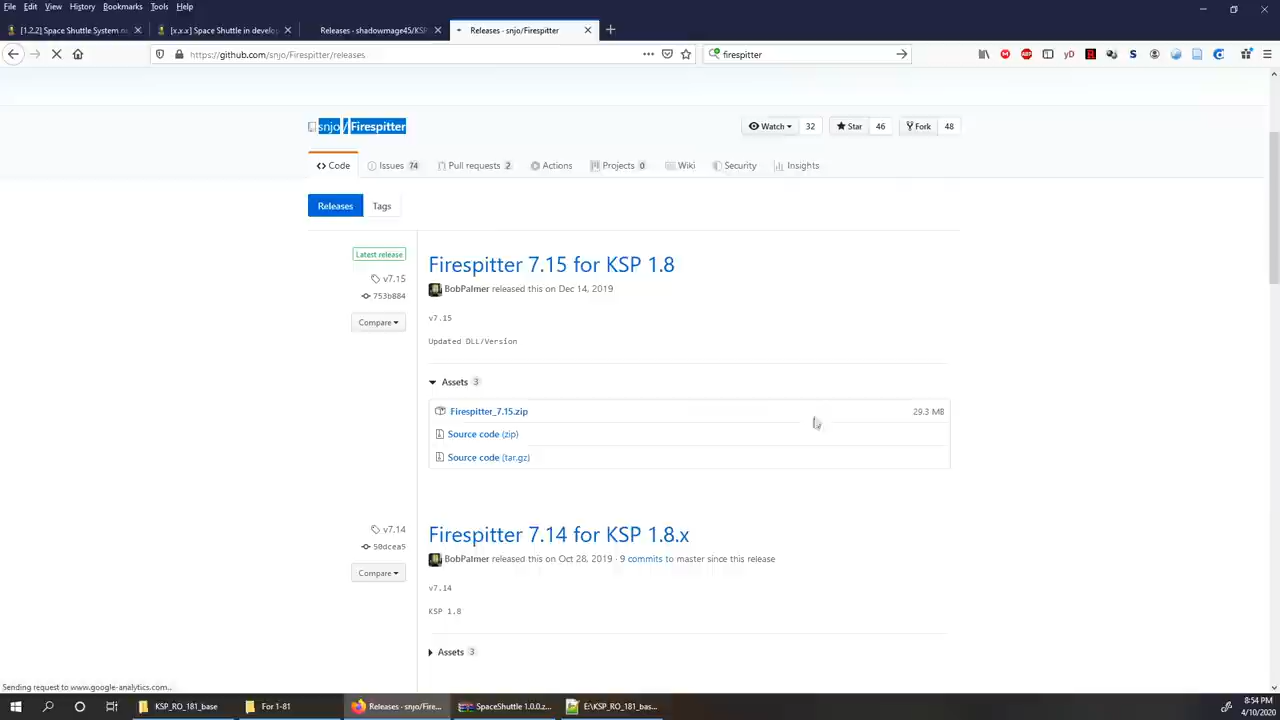 File Edit View History Bookmarks Tools Help
[1.2.2] Space Shuttle System
[x.x.x] Space Shuttle in develop
Releases - shadowmage45/KSP
Releases - snjo/Firespitter
https://github.com/snjo/Firespitter/releases
firespitter
snjo / Firespitter
Watch 32 Star 46 Fork 48
Code Issues 74 Pull requests 2 Actions Projects 0 Wiki Security Insights
Releases Tags
Latest release
v7.15
753b884
Compare
Firespitter 7.15 for KSP 1.8
BobPalmer released this on Dec 14, 2019
v7.15
Updated DLL/Version
Assets 3
Firespitter_7.15.zip 29.3 MB
Source code (zip)
Source code (tar.gz)
v7.14
50dcea5
Compare
Firespitter 7.14 for KSP 1.8.x
BobPalmer released this on Oct 28, 2019 · 9 commits to master since this release
v7.14
KSP 1.8
Assets 3
Sending request to www.google-analytics.com...
KSP_RO_181_base
For 1-81
Releases - snjo/Fire...
SpaceShuttle 1.0.0.z...
E:\KSP_RO_181_bas...
8:54 PM
4/10/2020